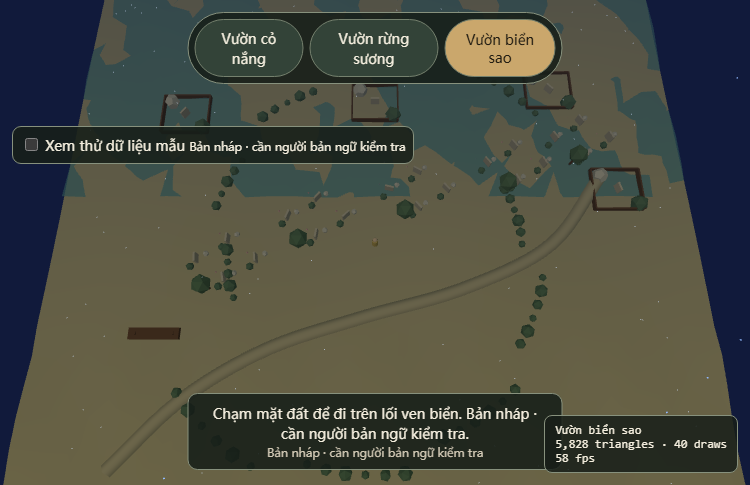 Vườn cỏ
nắng
Vườn rừng
sương
Vườn biển
sao
Xem thử dữ liệu mẫu Bản nháp · cần người bản ngữ kiểm tra
Chạm mặt đất để đi trên lối ven biển. Bản nháp ·
cần người bản ngữ kiểm tra.
Bản nháp · cần người bản ngữ kiểm tra
Vườn biển sao
5,828 triangles · 40 draws
58 fps